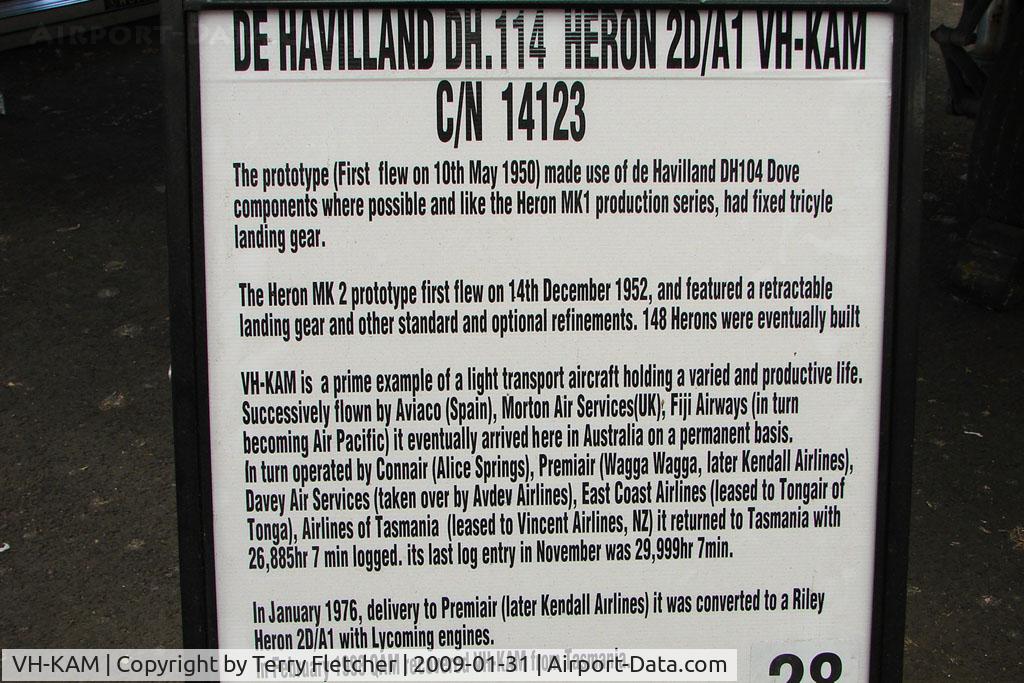 AIRPORT-DATA
DE HAVILLAND DH.114 HERON 2D/A1 VH-KAM
C/N 14123
The prototype (First flew on 10th May 1950) made use of de Havilland DH104 Dove
components where possible and like the Heron MK1 production series, had fixed tricyle
landing gear.
The Heron MK 2 prototype first flew on 14th December 1952, and featured a retractable
landing gear and other standard and optional refinements. 148 Herons were eventually built
VH-KAM is a prime example of a light transport aircraft holding a varied and productive life.
Successively flown by Aviaco (Spain), Morton Air Services(UK), Fiji Airways (in turn
becoming Air Pacific) it eventually arrived here in Australia on a permanent basis.
In turn operated by Connair (Alice Springs), Premiair (Wagga Wagga, later Kendall Airlines),
Davey Air Services (taken over by Avdev Airlines), East Coast Airlines (leased to Tongair of
Tonga), Airlines of Tasmania (leased to Vincent Airlines, NZ) it returned to Tasmania with
26,885hr 7 min logged. its last log entry in November was 29,999hr 7min.
In January 1976, delivery to Premiair (later Kendall Airlines) it was converted to a Riley
Heron 2D/A1 with Lycoming engines.
In February QAM VH-KAM from Tasmania
28
VH-KAM | Copyright by Terry Fletcher | 2009-01-31 | Airport-Data.com